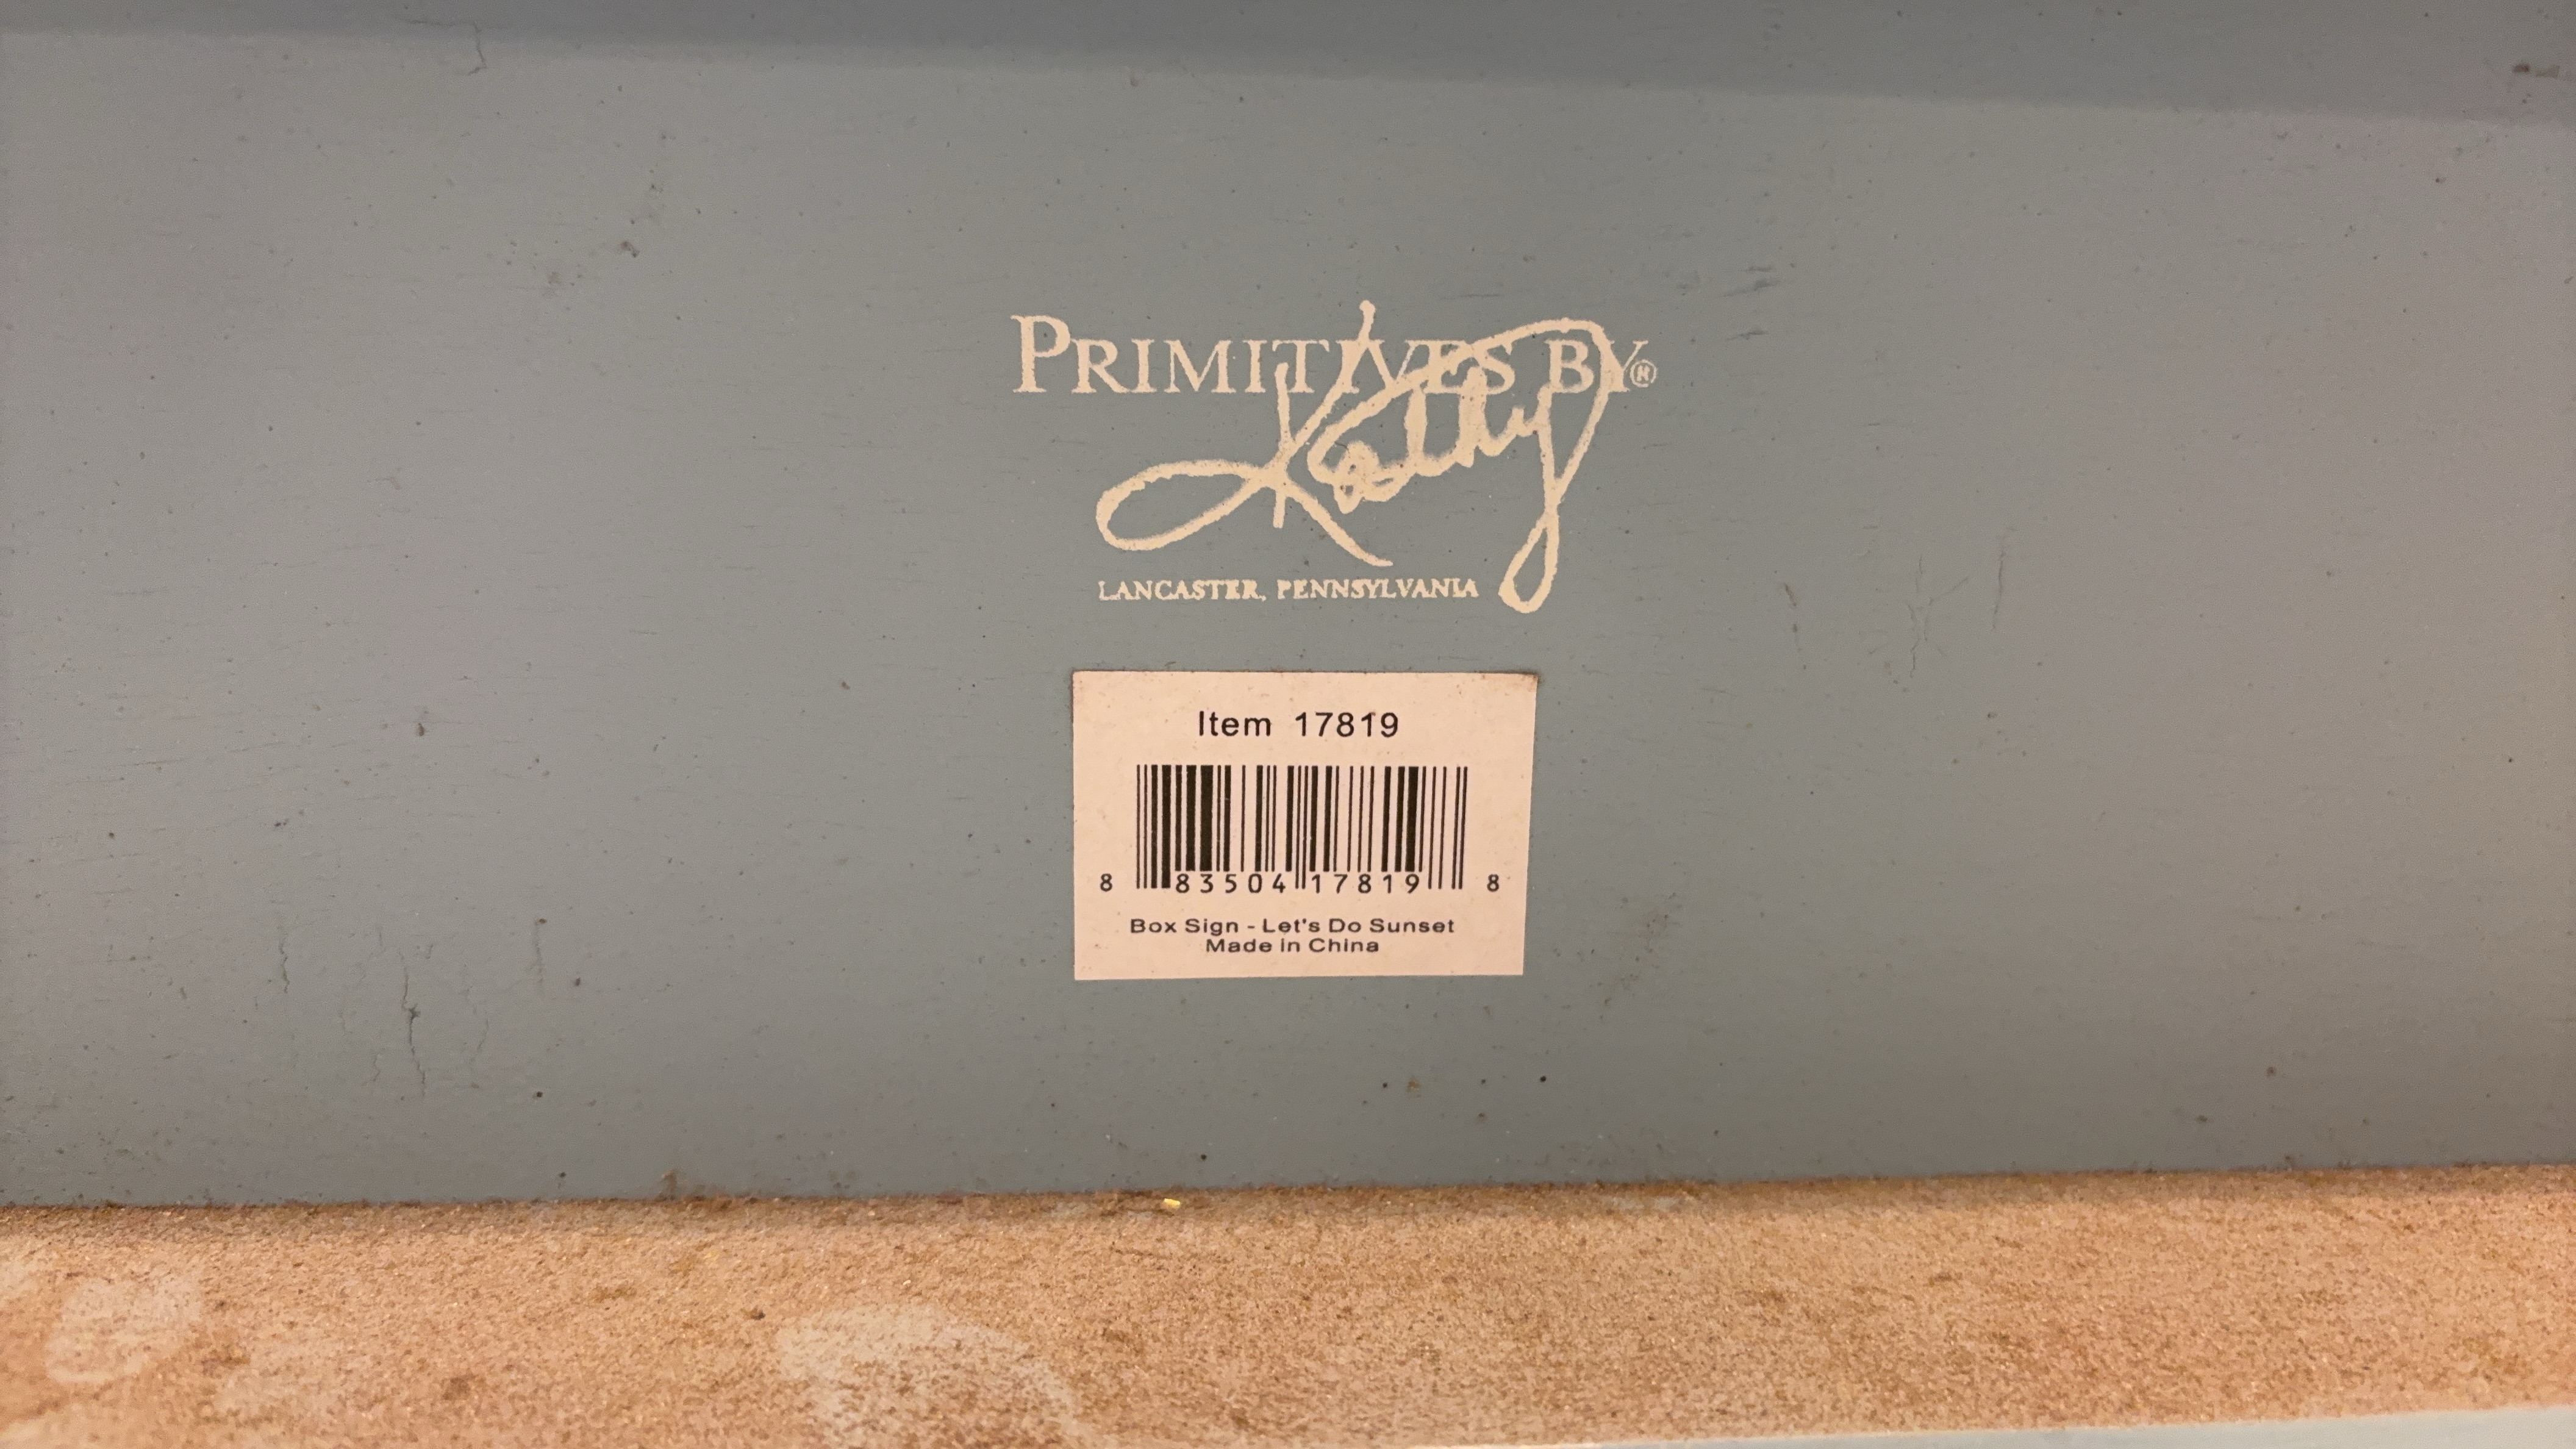 PRIMITIVES BY®
Kathy
LANCASTER, PENNSYLVANIA
Item 17819
8 83504 17819 8
Box Sign - Let's Do Sunset
Made in China